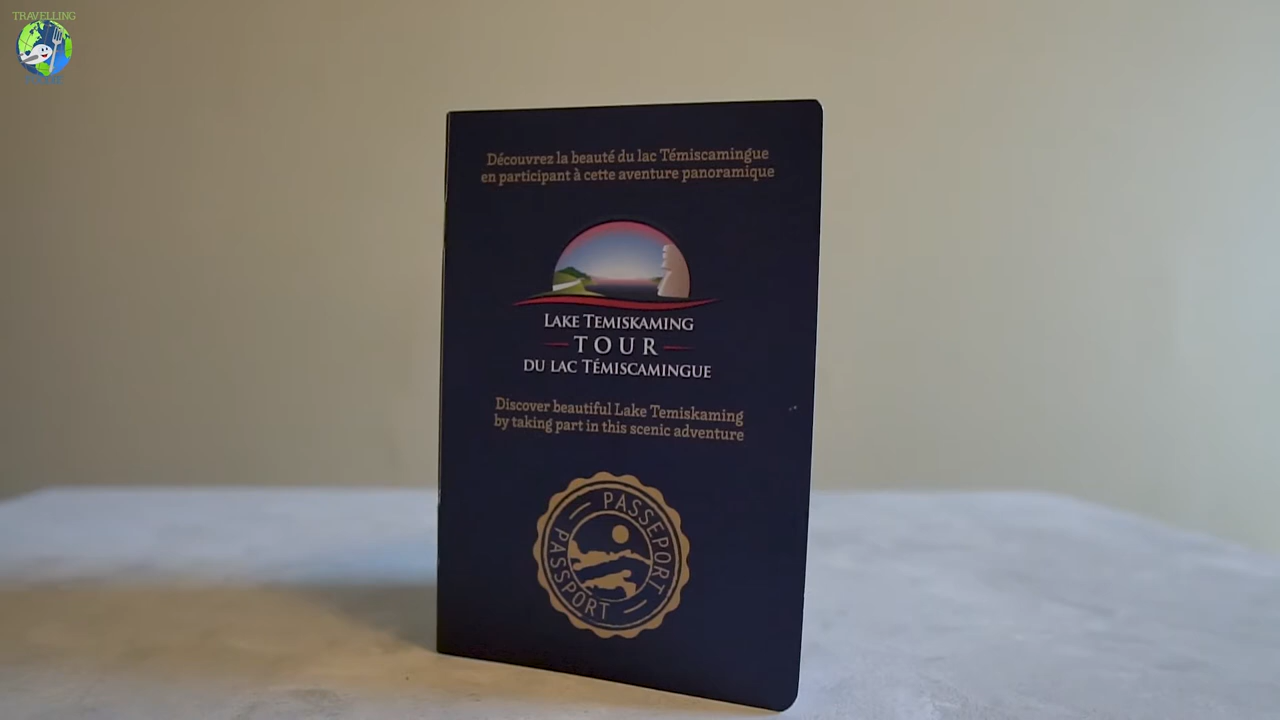 TRAVELLING
Découvrez la beauté du lac Témiscamingue
en participant à cette aventure panoramique
LAKE TEMISKAMING
TOUR
DU LAC TÉMISCAMINGUE
Discover beautiful Lake Temiskaming
by taking part in this scenic adventure
PASSEPORT
PASSPORT